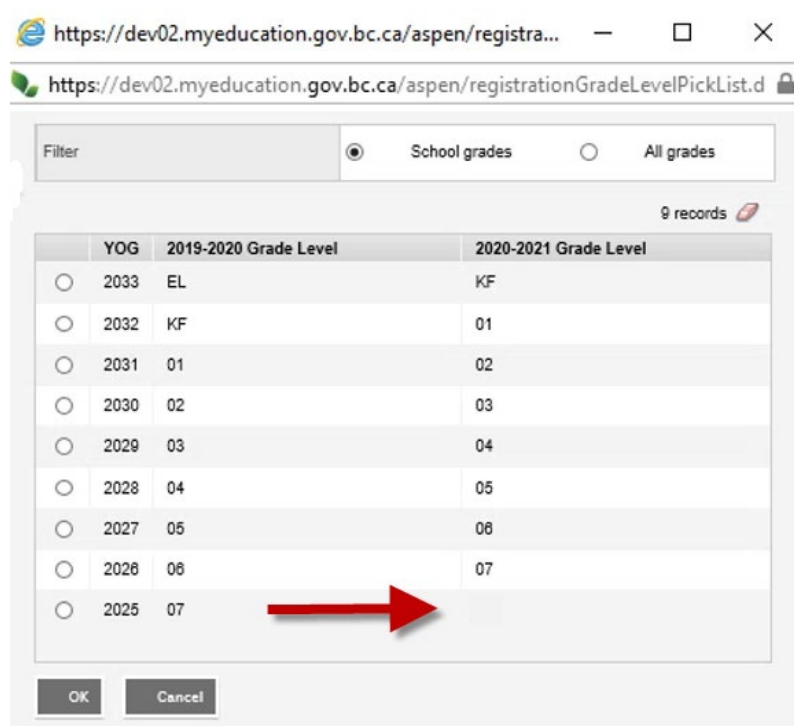 https://dev02.myeducation.gov.bc.ca/aspen/registra...
https://dev02.myeducation.gov.bc.ca/aspen/registrationGradeLevelPickList.d
Filter School grades All grades
9 records
YOG 2019-2020 Grade Level 2020-2021 Grade Level
2033 EL KF
2032 KF 01
2031 01 02
2030 02 03
2029 03 04
2028 04 05
2027 05 06
2026 06 07
2025 07
OK Cancel